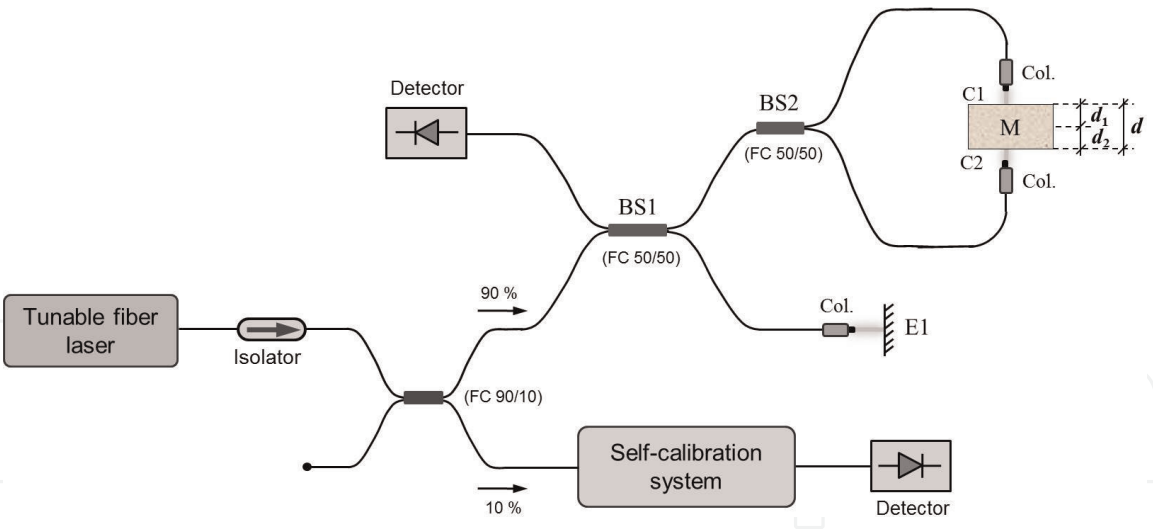 Detector
BS2
(FC 50/50)
Col.
C1
M
d₁
d₂
d
C2
Col.
BS1
(FC 50/50)
90 %
Tunable fiber
laser
Isolator
Col.
E1
(FC 90/10)
10 %
Self-calibration
system
Detector